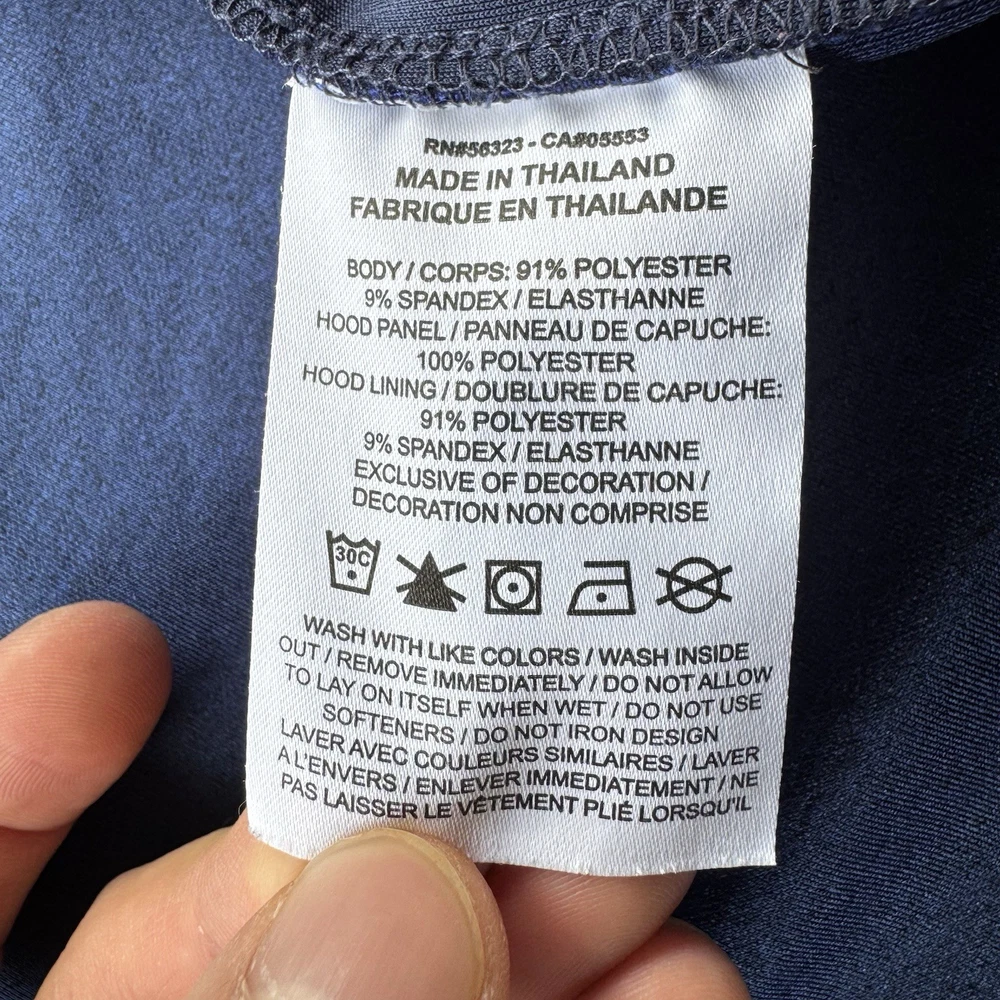 RN#56323 - CA#05553
MADE IN THAILAND
FABRIQUE EN THAILANDE
BODY / CORPS: 91% POLYESTER
9% SPANDEX / ELASTHANNE
HOOD PANEL / PANNEAU DE CAPUCHE:
100% POLYESTER
HOOD LINING / DOUBLURE DE CAPUCHE:
91% POLYESTER
9% SPANDEX / ELASTHANNE
EXCLUSIVE OF DECORATION /
DECORATION NON COMPRISE
30C
WASH WITH LIKE COLORS / WASH INSIDE
OUT / REMOVE IMMEDIATELY / DO NOT ALLOW
TO LAY ON ITSELF WHEN WET / DO NOT USE
SOFTENERS / DO NOT IRON DESIGN
LAVER AVEC COULEURS SIMILAIRES / LAVER
A L'ENVERS / ENLEVER IMMEDIATEMENT / NE
PAS LAISSER LE VÉTEMENT PLIÉ LORSQU'IL